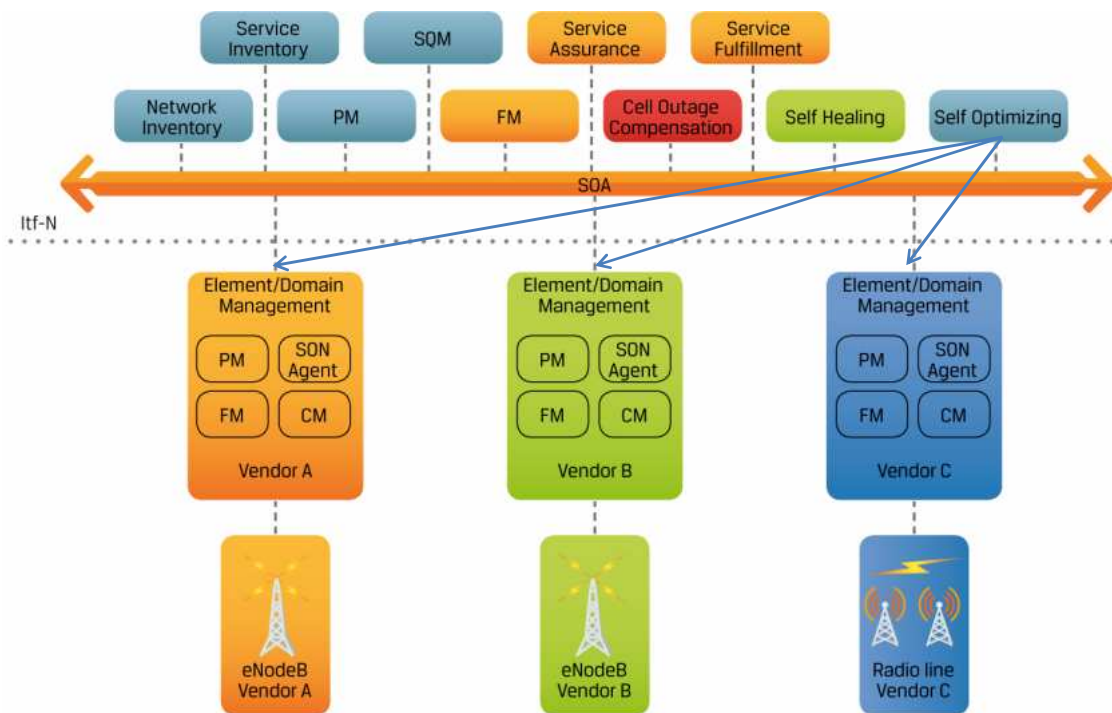 Service
Inventory
SQM
Service
Assurance
Service
Fulfillment
Network
Inventory
PM
FM
Cell Outage
Compensation
Self Healing
Self Optimizing
SOA
Itf-N
Element/Domain
Management
PM
SON
Agent
FM
CM
Vendor A
Element/Domain
Management
PM
SON
Agent
FM
CM
Vendor B
Element/Domain
Management
PM
SON
Agent
FM
CM
Vendor C
eNodeB
Vendor A
eNodeB
Vendor B
Radio line
Vendor C